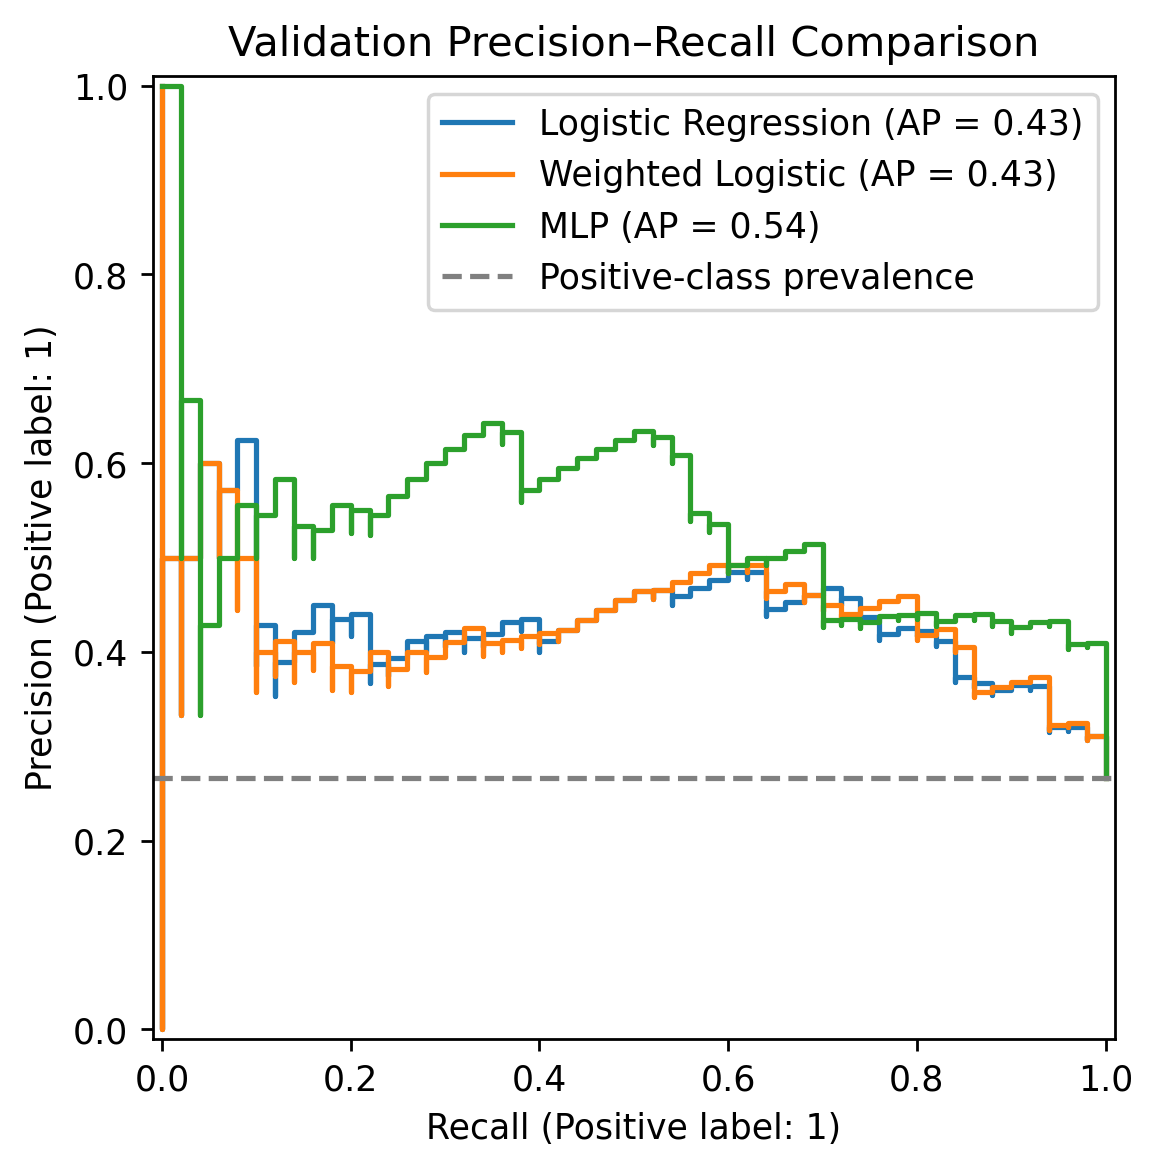 Validation Precision–Recall Comparison
Logistic Regression (AP = 0.43)
Weighted Logistic (AP = 0.43)
MLP (AP = 0.54)
Positive-class prevalence
Precision (Positive label: 1)
1.0
0.8
0.6
0.4
0.2
0.0
0.0 0.2 0.4 0.6 0.8 1.0
Recall (Positive label: 1)